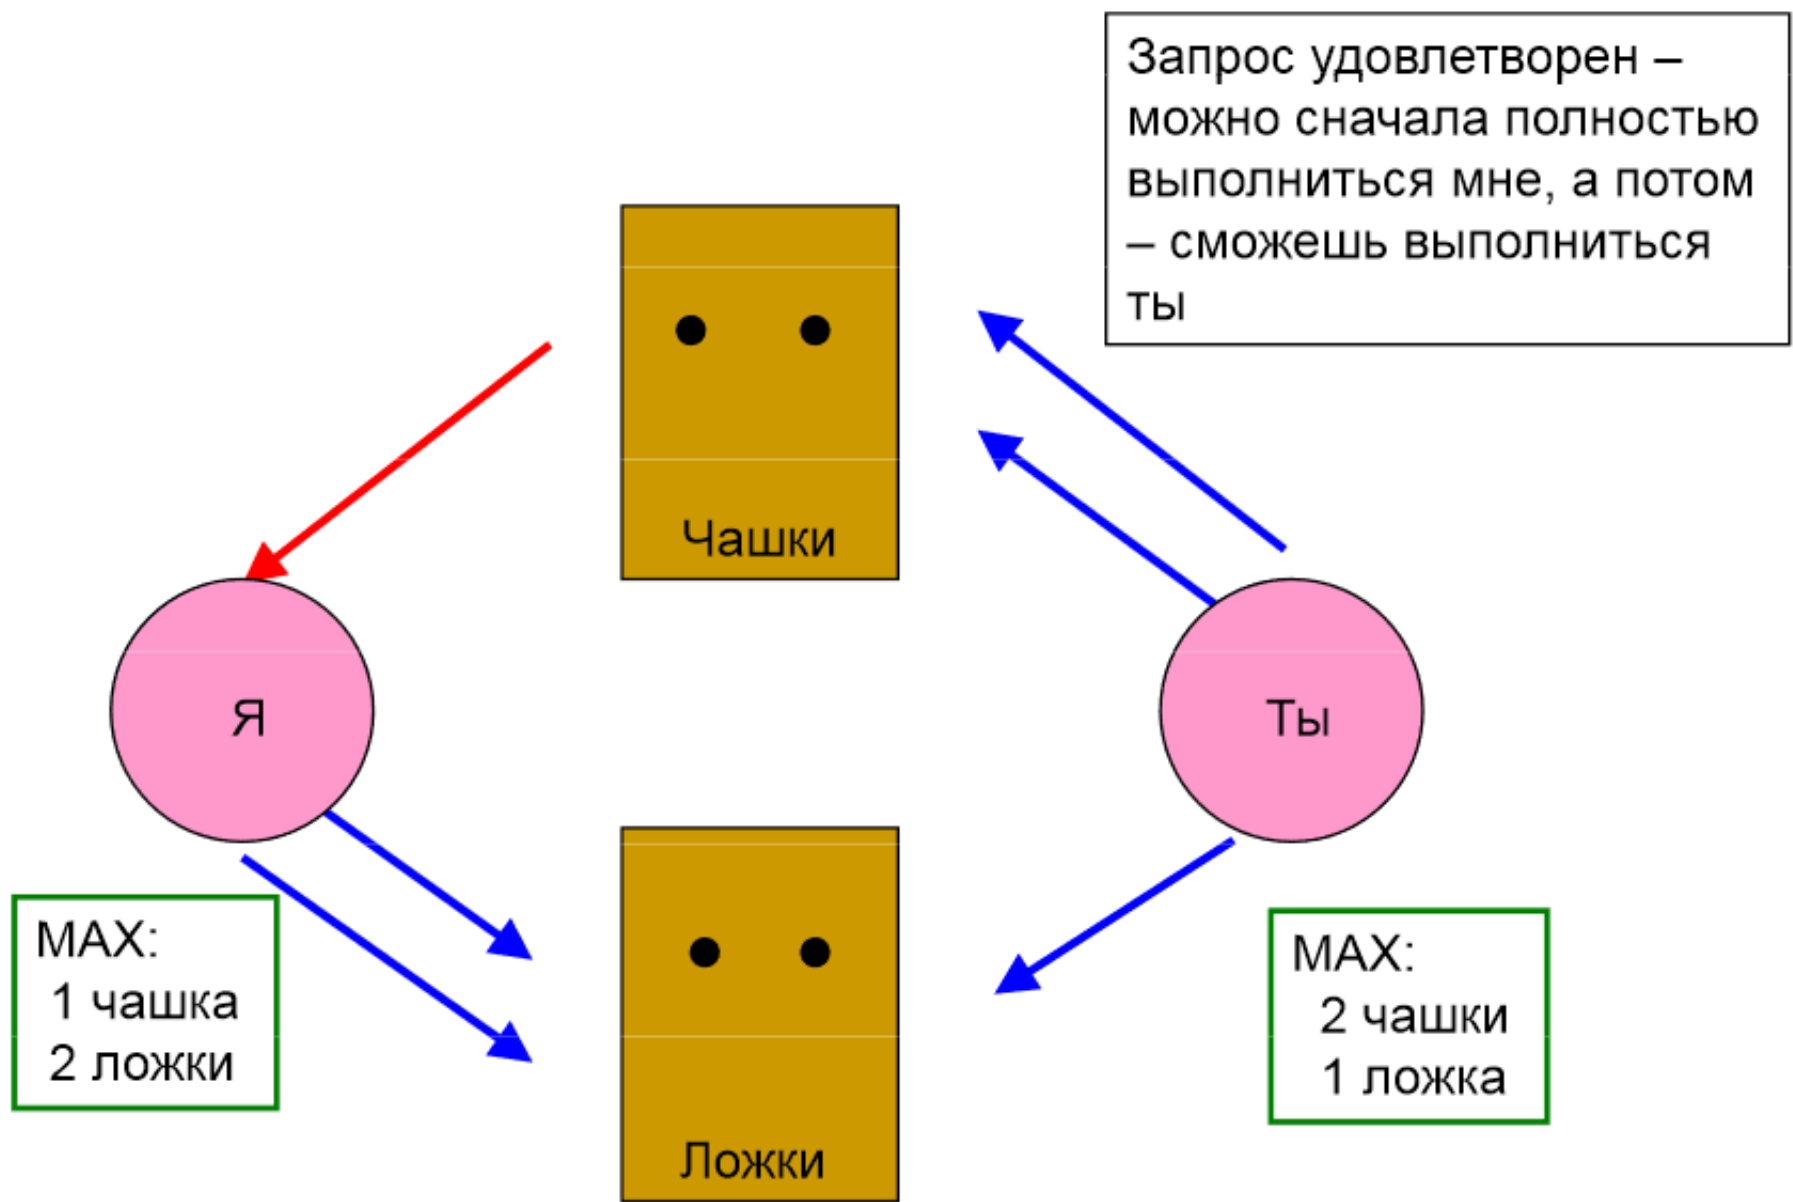 Запрос удовлетворен –
можно сначала полностью
выполниться мне, а потом
– сможешь выполниться
ты
Чашки
Я
Ты
MAX:
1 чашка
2 ложки
MAX:
2 чашки
1 ложка
Ложки